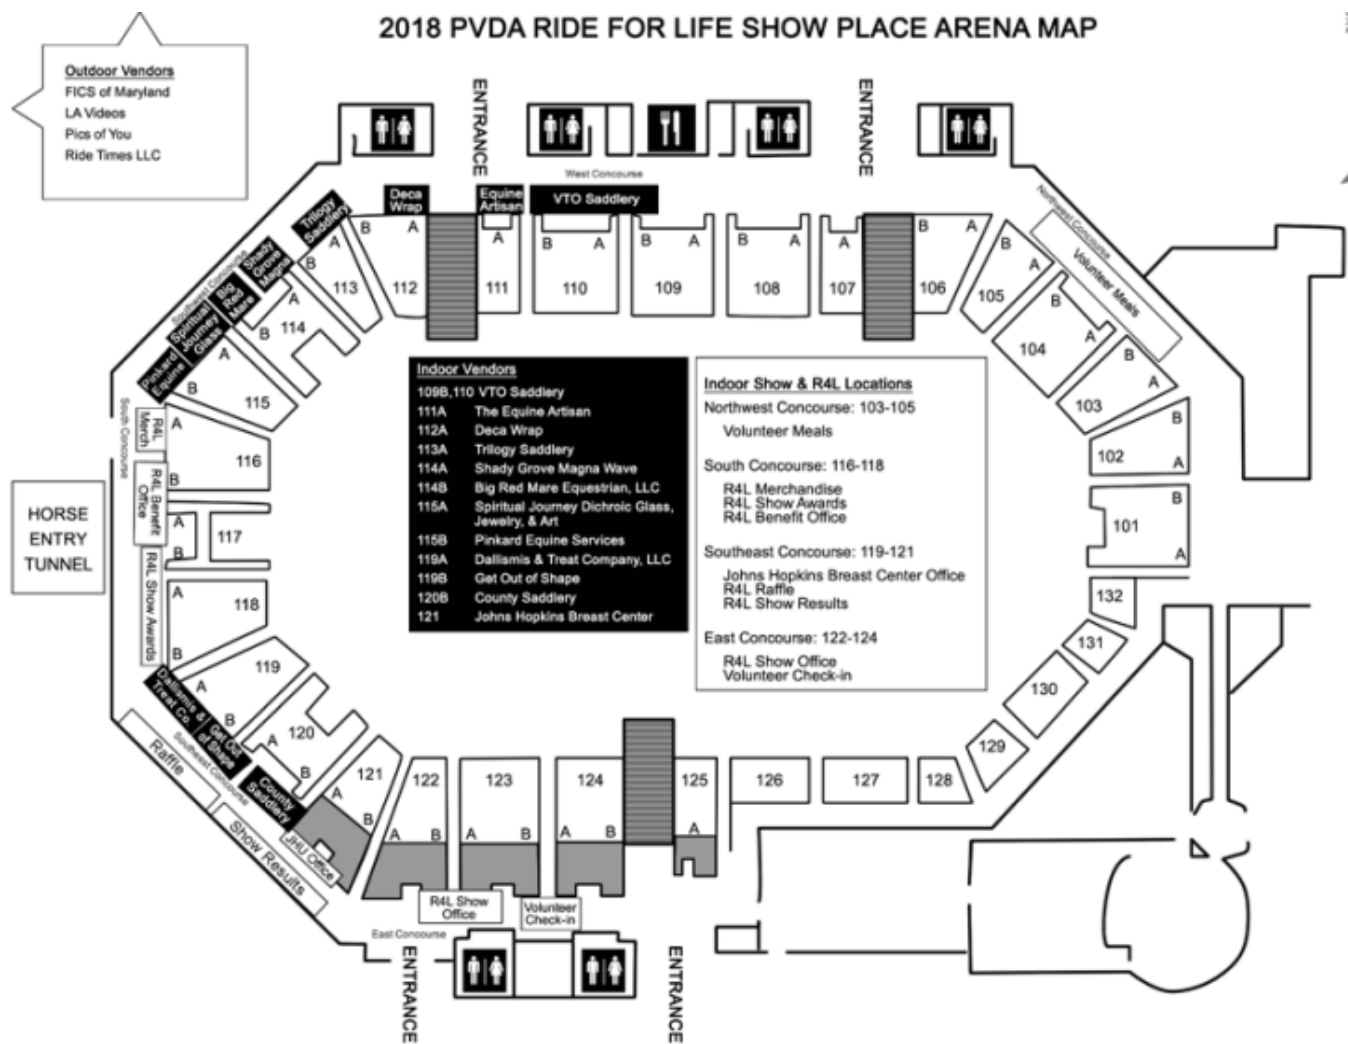 2018 PVDA RIDE FOR LIFE SHOW PLACE ARENA MAP
Outdoor Vendors
FICS of Maryland
LA Videos
Pics of You
Ride Times LLC
ENTRANCE
ENTRANCE
West Concourse
Northwest Concourse
Volunteer Meals
Deca
Wrap
Equine
Artisan
VTO Saddlery
Trilogy
Saddlery
Shady
Grove
Magna
Big
Red
Mare
Spiritual
Journey
Glass
Pinkard
Equine
Southwest Concourse
South Concourse
B A
112
A
111
B A
110
B A
109
B A
108
A
107
B A
106
B A
105
B A
104
B A
103
B A
102
B A
101
A B
113
A B
114
A B
115
A B
116
A B
117
A B
118
A B
119
A B
120
A B
121
A B
122
A B
123
A B
124
A
125
126
127
128
129
130
131
132
R4L
Merch
R4L Benefit
Office
R4L Show Awards
HORSE
ENTRY
TUNNEL
Indoor Vendors
109B,110 VTO Saddlery
111A The Equine Artisan
112A Deca Wrap
113A Trilogy Saddlery
114A Shady Grove Magna Wave
114B Big Red Mare Equestrian, LLC
115A Spiritual Journey Dichroic Glass,
Jewelry, & Art
115B Pinkard Equine Services
119A Dallismis & Treat Company, LLC
119B Get Out of Shape
120B County Saddlery
121 Johns Hopkins Breast Center
Indoor Show & R4L Locations
Northwest Concourse: 103-105
Volunteer Meals
South Concourse: 116-118
R4L Merchandise
R4L Show Awards
R4L Benefit Office
Southeast Concourse: 119-121
Johns Hopkins Breast Center Office
R4L Raffle
R4L Show Results
East Concourse: 122-124
R4L Show Office
Volunteer Check-in
Dallismis &
Treat Co.
Get Out
of Shape
Southeast Concourse
County
Saddlery
Raffle
Show Results
JHU Office
R4L Show
Office
Volunteer
Check-in
East Concourse
ENTRANCE
ENTRANCE